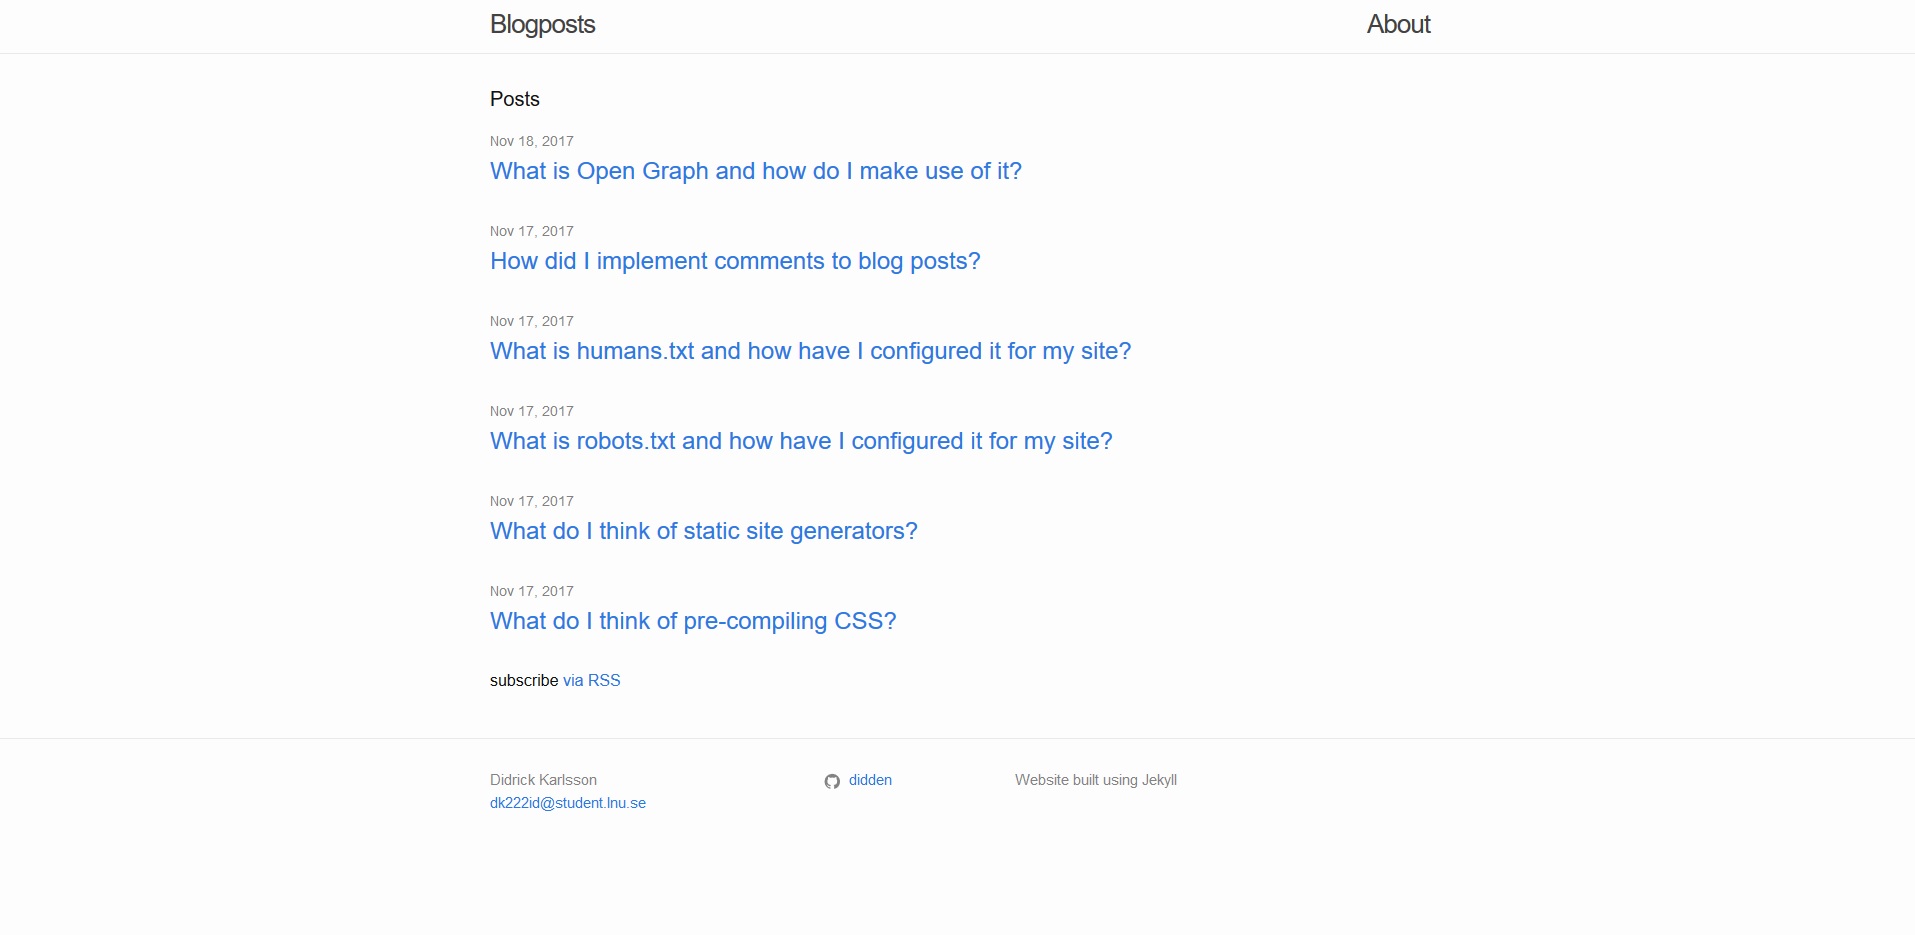 Blogposts
About
Posts
Nov 18, 2017
What is Open Graph and how do I make use of it?
Nov 17, 2017
How did I implement comments to blog posts?
Nov 17, 2017
What is humans.txt and how have I configured it for my site?
Nov 17, 2017
What is robots.txt and how have I configured it for my site?
Nov 17, 2017
What do I think of static site generators?
Nov 17, 2017
What do I think of pre-compiling CSS?
subscribe via RSS
Didrick Karlsson
dk222id@student.lnu.se
didden
Website built using Jekyll